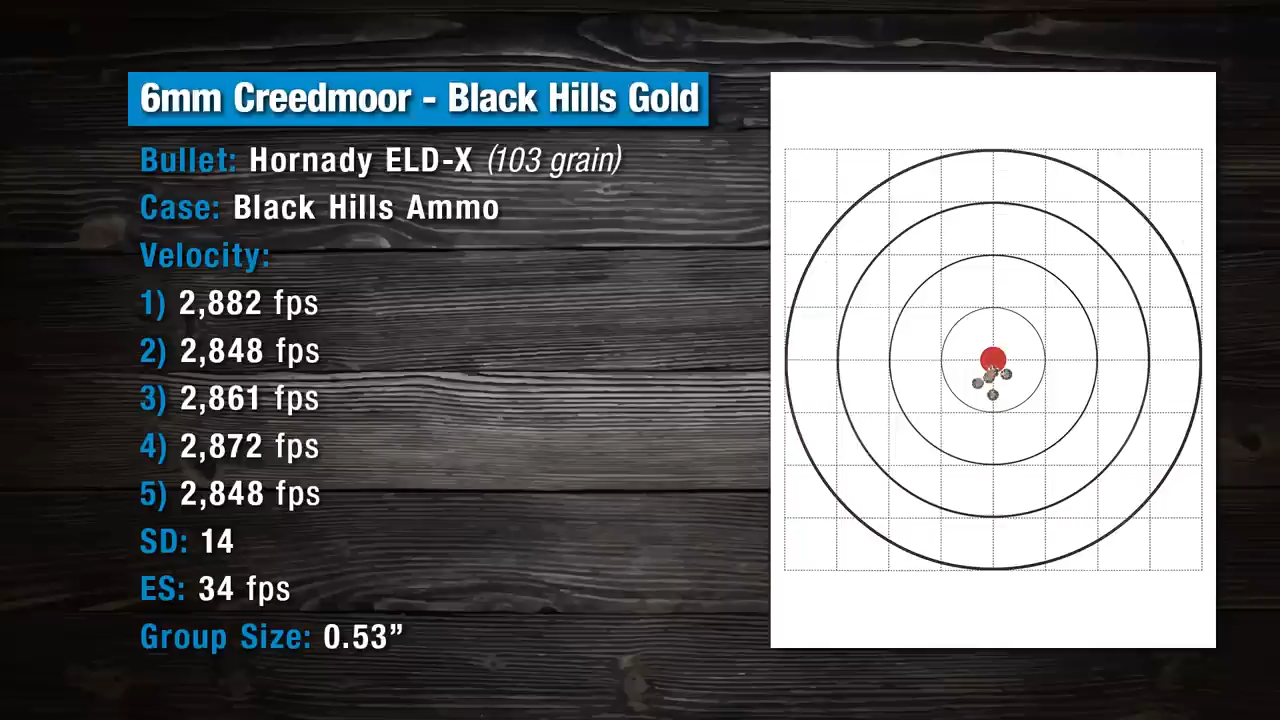 6mm Creedmoor - Black Hills Gold
Bullet: Hornady ELD-X (103 grain)
Case: Black Hills Ammo
Velocity:
1) 2,882 fps
2) 2,848 fps
3) 2,861 fps
4) 2,872 fps
5) 2,848 fps
SD: 14
ES: 34 fps
Group Size: 0.53”